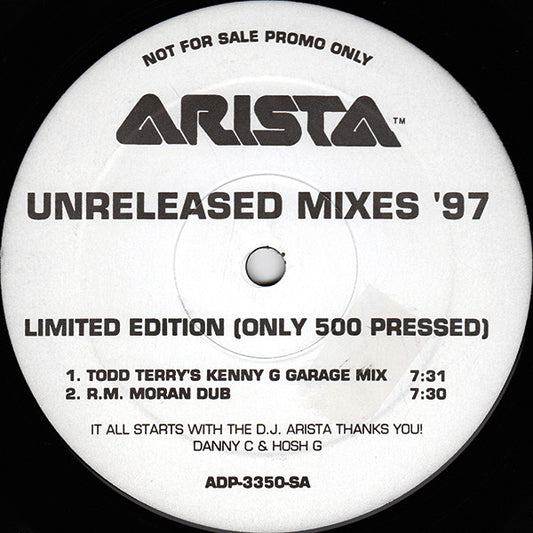 NOT FOR SALE PROMO ONLY
ARISTA™
UNRELEASED MIXES '97
LIMITED EDITION (ONLY 500 PRESSED)
1. TODD TERRY'S KENNY G GARAGE MIX 7:31
2. R.M. MORAN DUB 7:30
IT ALL STARTS WITH THE D.J. ARISTA THANKS YOU!
DANNY C & HOSH G
ADP-3350-SA